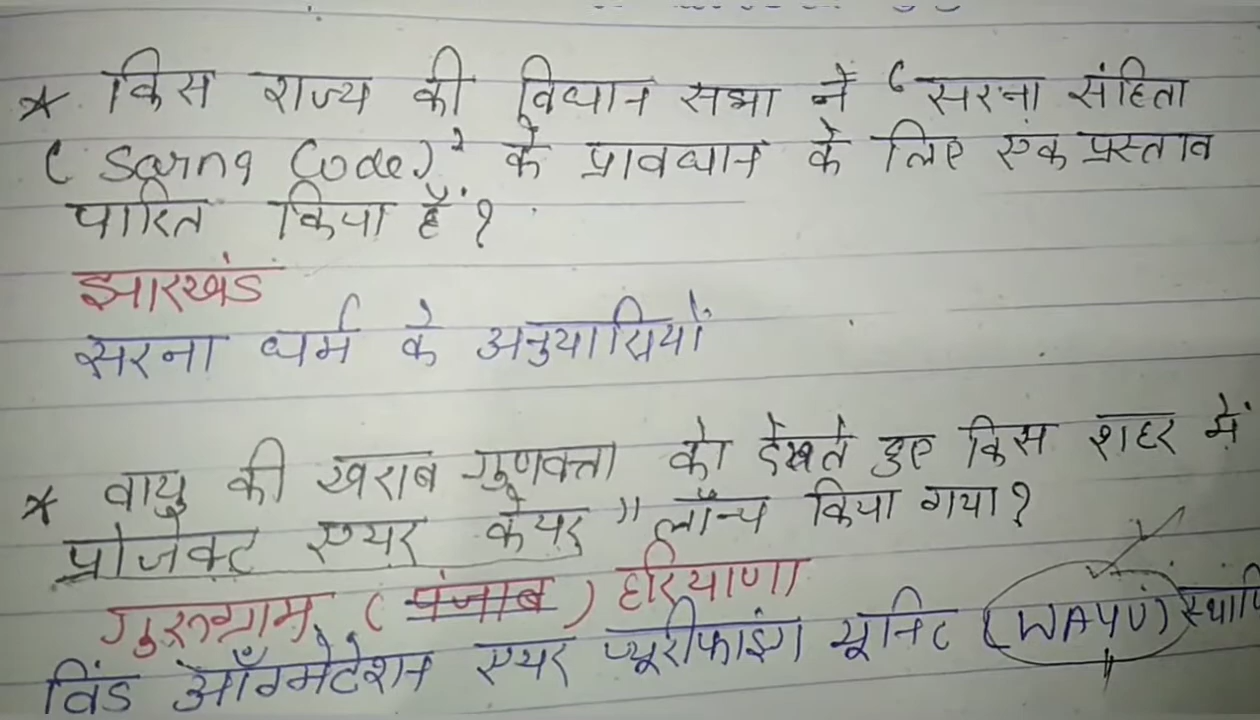 * किस राज्य की विधान सभा ने ‘सरना संहिता
(Sarna Code)’ के प्रावधान के लिए एक प्रस्ताव
पारित किया हैं?
झारखंड
सरना धर्म के अनुयायियों
* वायु की खराब गुणवत्ता को देखते हुए किस शहर में
प्रोजेक्ट एयर केयर" लॉन्च किया गया?
गुरुग्राम, (पंजाब) हरियाणा
विंड ऑगमेंटेशन एयर प्यूरीफाइंग यूनिट (WAYU)